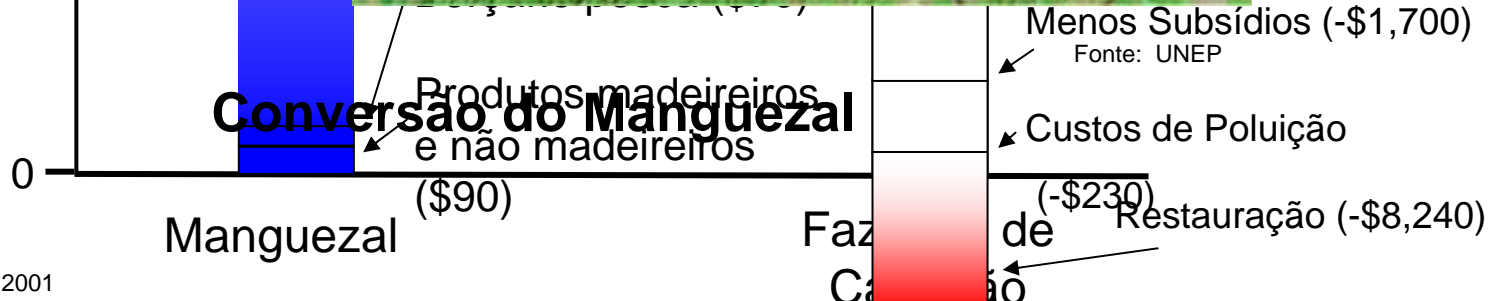 Menos Subsídios (-$1,700)
Fonte: UNEP
Produtos madeireiros
Conversão do Manguezal
Custos de Poluição
e não madeireiros
0
($90)
(-$230)
Restauração (-$8,240)
Manguezal
de
2001